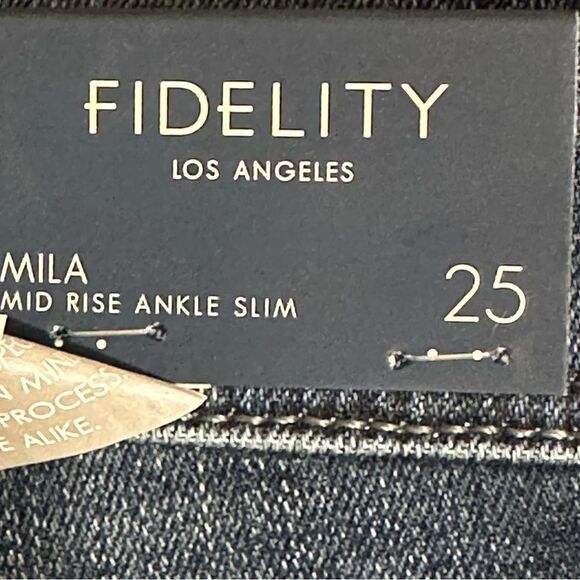 FIDELITY
LOS ANGELES
MILA
MID RISE ANKLE SLIM
25
PROCESS
ALIKE.